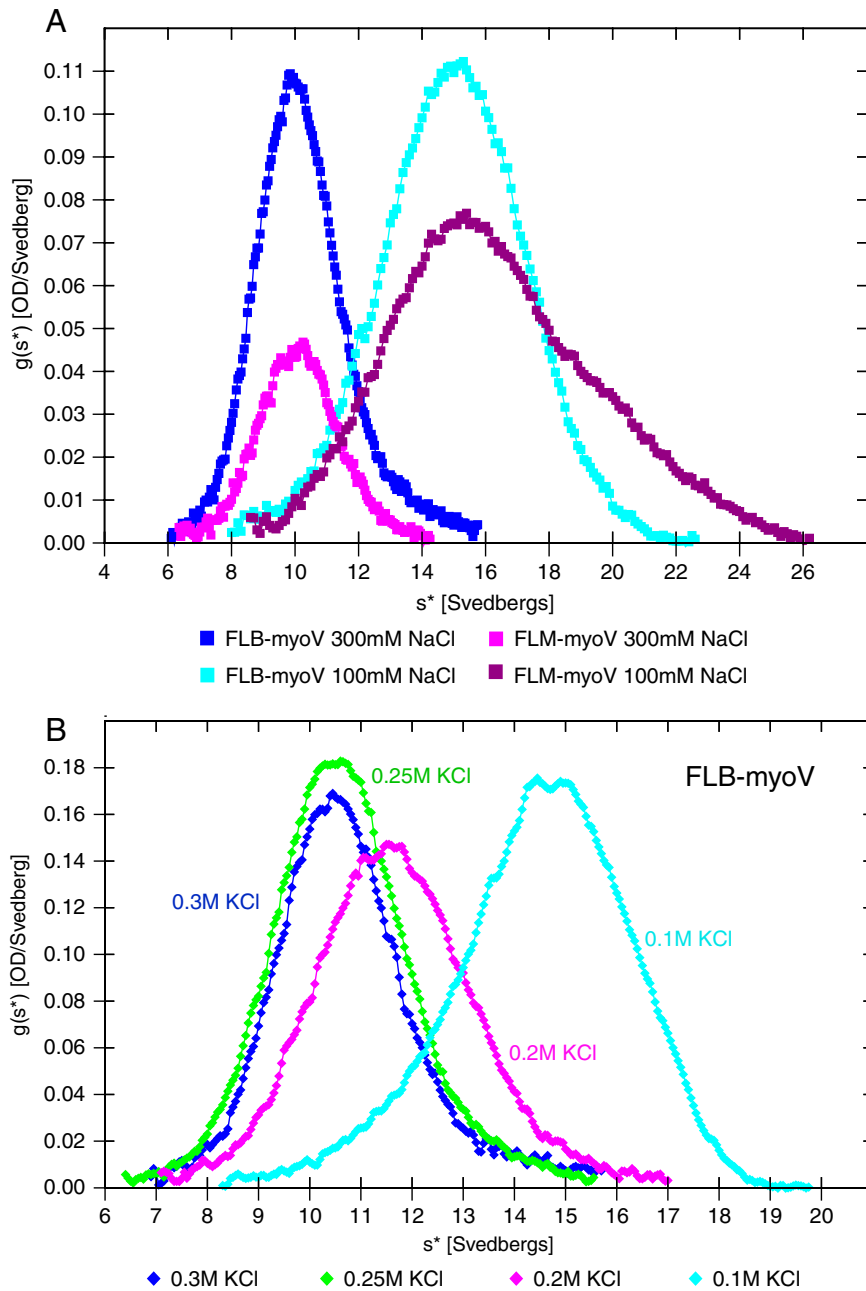 A
0.11
0.10
0.09
0.08
0.07
0.06
0.05
0.04
0.03
0.02
0.01
0.00
g(s*) [OD/Svedberg]
4 6 8 10 12 14 16 18 20 22 24 26
s* [Svedbergs]
FLB-myoV 300mM NaCl FLM-myoV 300mM NaCl
FLB-myoV 100mM NaCl FLM-myoV 100mM NaCl
B
0.18
0.16
0.14
0.12
0.10
0.08
0.06
0.04
0.02
0.00
g(s*) [OD/Svedberg]
0.25M KCl
FLB-myoV
0.3M KCl
0.1M KCl
0.2M KCl
6 7 8 9 10 11 12 13 14 15 16 17 18 19 20
s* [Svedbergs]
0.3M KCl 0.25M KCl 0.2M KCl 0.1M KCl